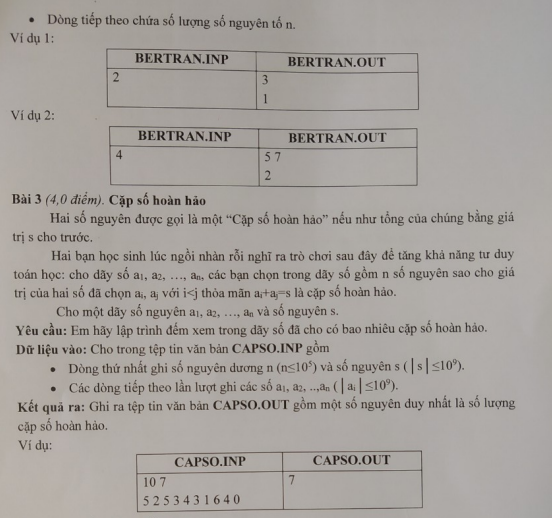 • Dòng tiếp theo chứa số lượng số nguyên tố n.
Ví dụ 1:
BERTRAN.INP BERTRAN.OUT
2 3
1
Ví dụ 2:
BERTRAN.INP BERTRAN.OUT
4 5 7
2
Bài 3 (4,0 điểm). Cặp số hoàn hảo
Hai số nguyên được gọi là một “Cặp số hoàn hảo” nếu như tổng của chúng bằng giá
trị s cho trước.
Hai bạn học sinh lúc ngồi nhàn rỗi nghĩ ra trò chơi sau đây để tăng khả năng tư duy
toán học: cho dãy số a₁, a₂, …, aₙ, các bạn chọn trong dãy số gồm n số nguyên sao cho giá
trị của hai số đã chọn aᵢ, aⱼ với i<j thỏa mãn aᵢ+aⱼ=s là cặp số hoàn hảo.
Cho một dãy số nguyên a₁, a₂, …, aₙ và số nguyên s.
Yêu cầu: Em hãy lập trình đếm xem trong dãy số đã cho có bao nhiêu cặp số hoàn hảo.
Dữ liệu vào: Cho trong tệp tin văn bản CAPSO.INP gồm
• Dòng thứ nhất ghi số nguyên dương n (n≤10⁵) và số nguyên s (|s|≤10⁹).
• Các dòng tiếp theo lần lượt ghi các số a₁, a₂, ..,aₙ (|aᵢ|≤10⁹).
Kết quả ra: Ghi ra tệp tin văn bản CAPSO.OUT gồm một số nguyên duy nhất là số lượng
cặp số hoàn hảo.
Ví dụ:
CAPSO.INP CAPSO.OUT
10 7 7
5 2 5 3 4 3 1 6 4 0